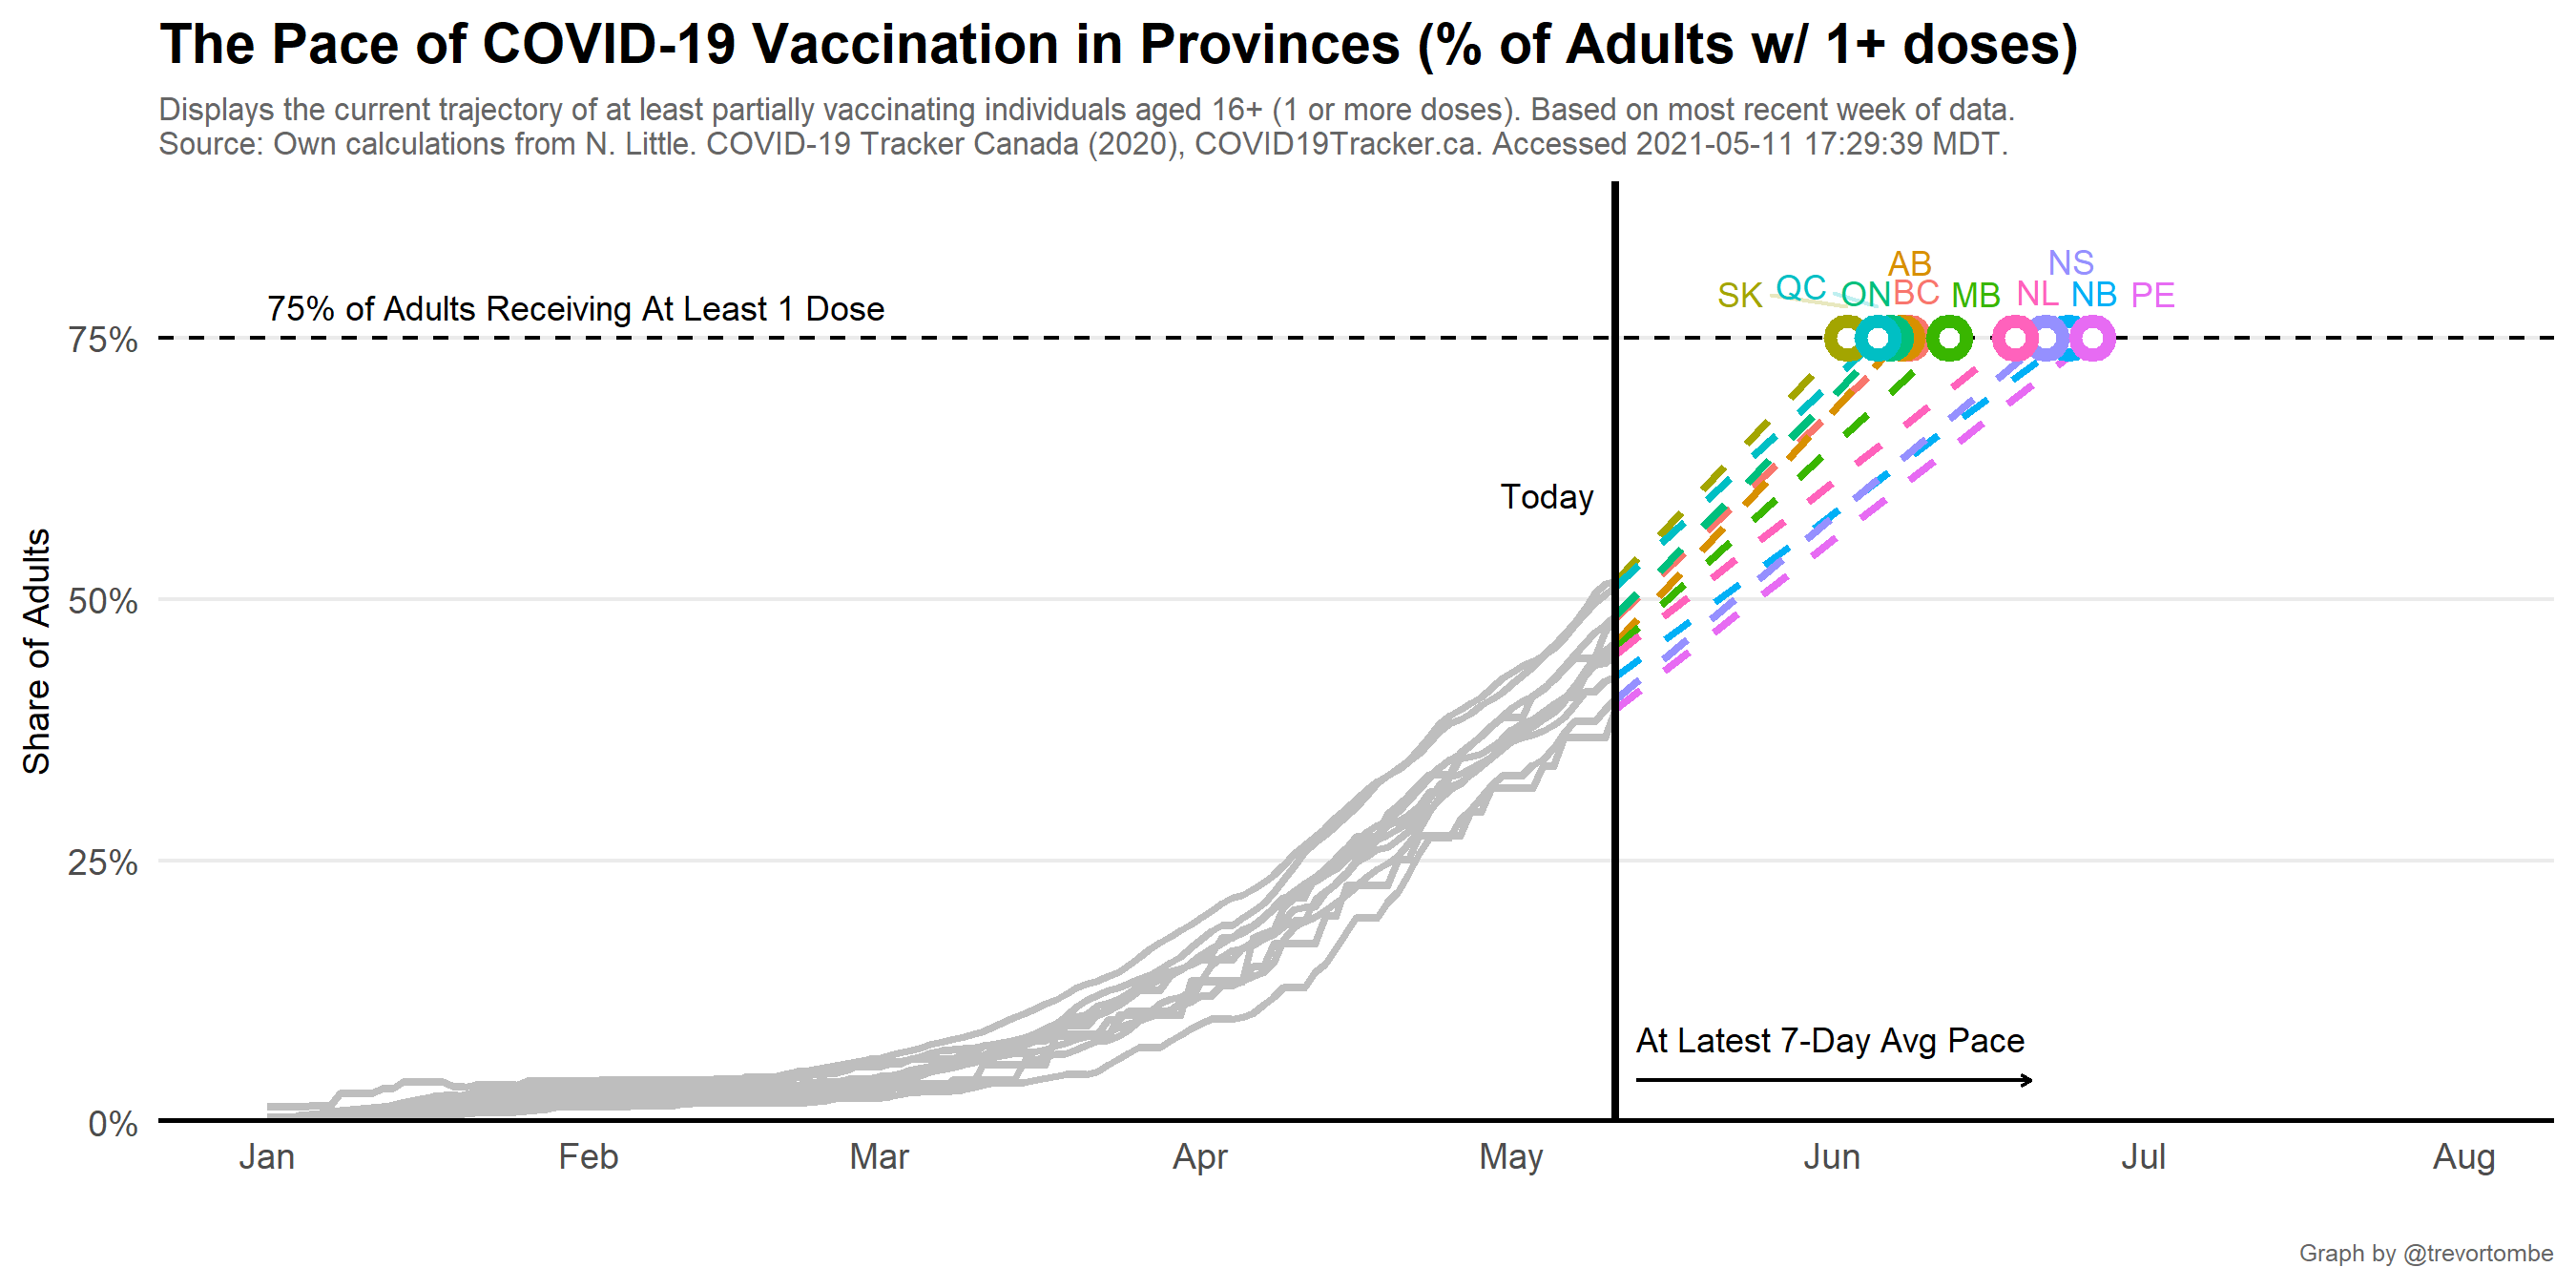 The Pace of COVID-19 Vaccination in Provinces (% of Adults w/ 1+ doses)
Displays the current trajectory of at least partially vaccinating individuals aged 16+ (1 or more doses). Based on most recent week of data.
Source: Own calculations from N. Little. COVID-19 Tracker Canada (2020), COVID19Tracker.ca. Accessed 2021-05-11 17:29:39 MDT.
AB
NS
SK
QC
ON
BC
MB
NL
NB
PE
75% of Adults Receiving At Least 1 Dose
75%
Today
50%
Share of Adults
25%
At Latest 7-Day Avg Pace
0%
Jan
Feb
Mar
Apr
May
Jun
Jul
Aug
Graph by @trevortombe